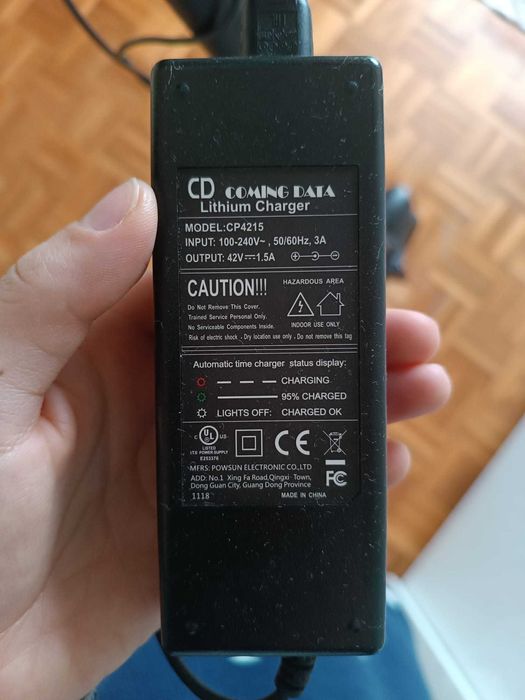 CD COMING DATA
Lithium Charger
MODEL:CP4215
INPUT: 100-240V~ , 50/60Hz, 3A
OUTPUT: 42V⎓1.5A
CAUTION!!!
HAZARDOUS AREA
Do Not Remove This Cover.
Trained Service Personal Only.
No Serviceable Components Inside.
INDOOR USE ONLY
Risk of electric shock . Dry location use only . Do not remove this tag
Automatic time charger status display:
CHARGING
95% CHARGED
LIGHTS OFF: CHARGED OK
C UL US
LISTED
ITE POWER SUPPLY
E253376
CE
FC
MFRS: POWSUN ELECTRONIC CO.,LTD
ADD: No.1 Xing Fa Road,Qingxi Town,
Dong Guan City, Guang Dong Province
1118
MADE IN CHINA